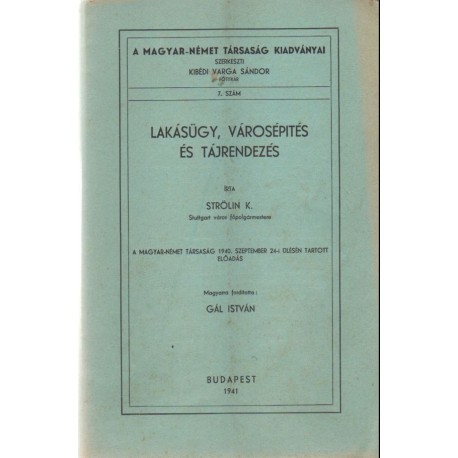 A MAGYAR-NÉMET TÁRSASÁG KIADVÁNYAI
SZERKESZTI
KIBÉDI VARGA SÁNDOR
FŐTITKÁR
7. SZÁM
LAKÁSÜGY, VÁROSÉPITÉS
ÉS TÁJRENDEZÉS
IRTA
STRÖLIN K.
Stuttgart város főpolgármestere
A MAGYAR-NÉMET TÁRSASÁG 1940. SZEPTEMBER 24-i ÜLÉSÉN TARTOTT
ELŐADÁS
Magyarra fordította:
GÁL ISTVÁN
BUDAPEST
1941